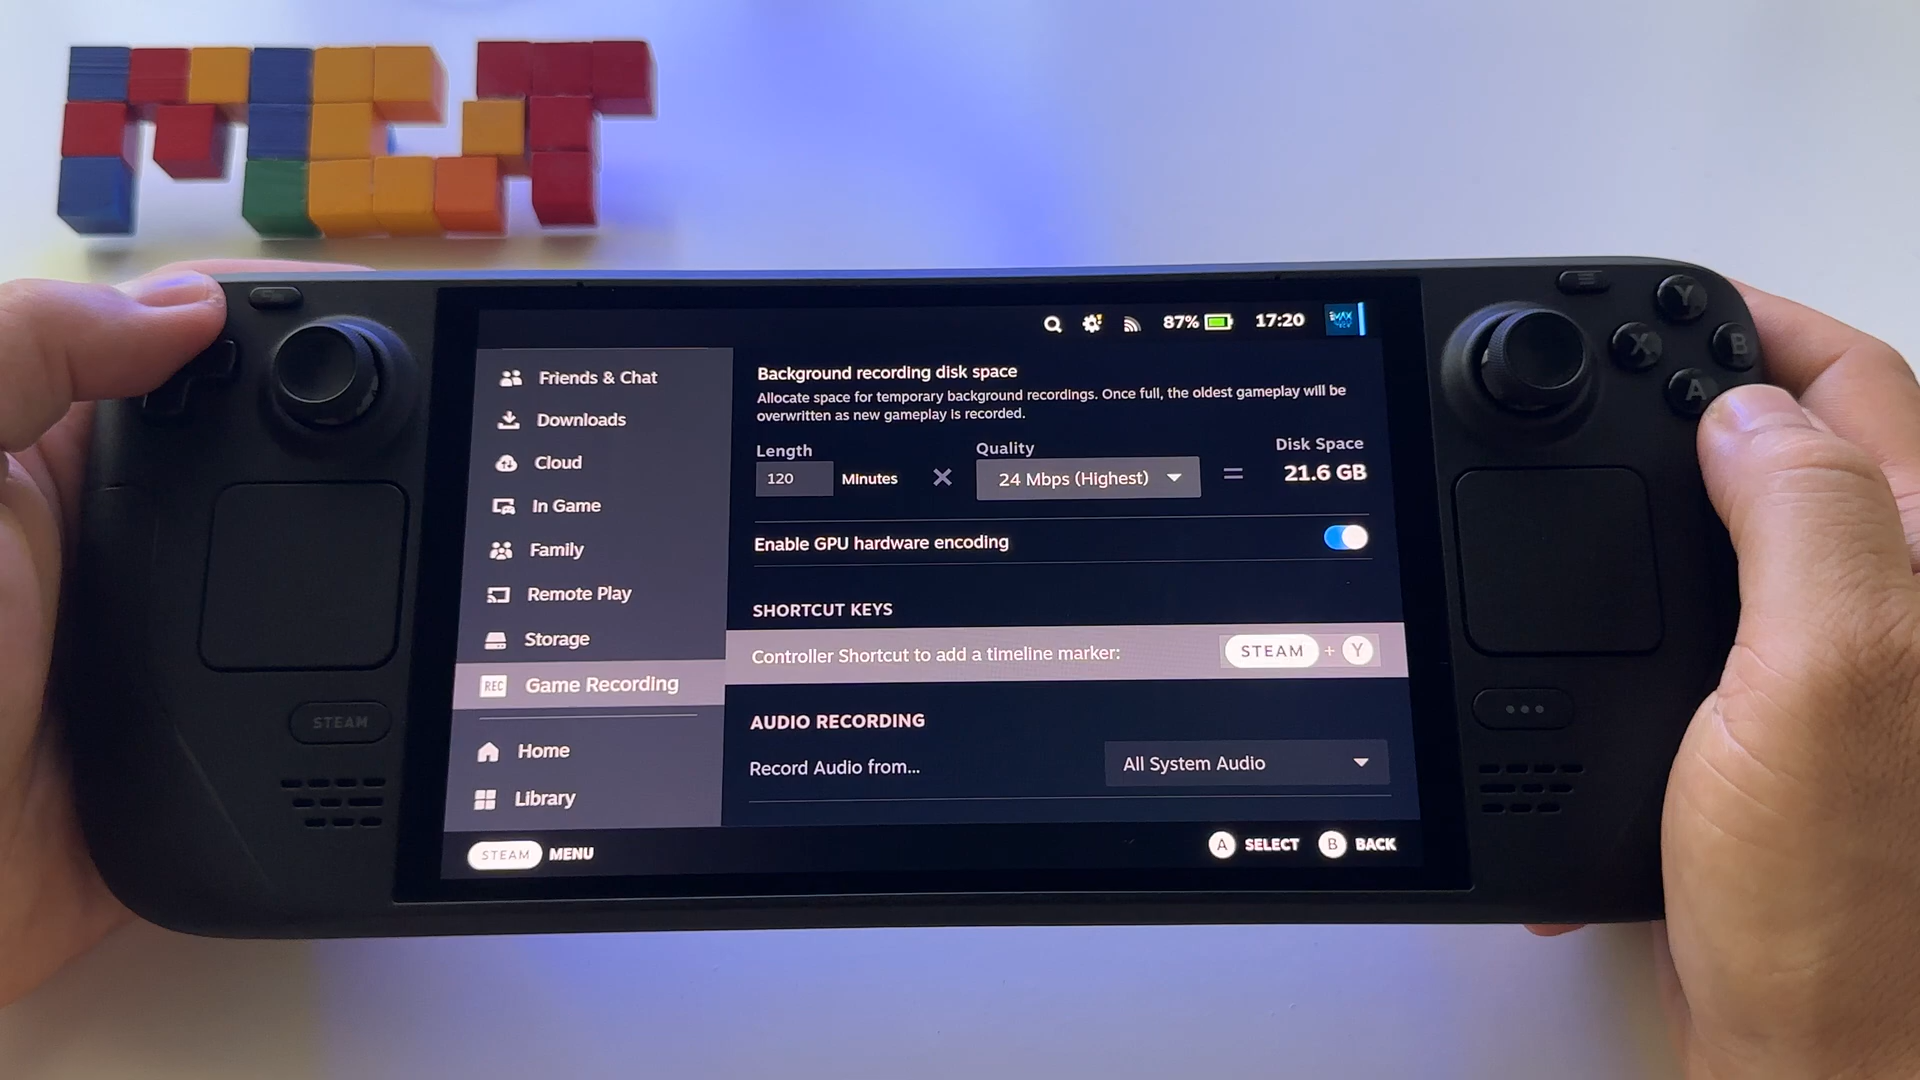 87% 17:20
Friends & Chat
Downloads
Cloud
In Game
Family
Remote Play
Storage
REC Game Recording
Home
Library
Background recording disk space
Allocate space for temporary background recordings. Once full, the oldest gameplay will be
overwritten as new gameplay is recorded.
Length Quality Disk Space
120 Minutes × 24 Mbps (Highest) = 21.6 GB
Enable GPU hardware encoding
SHORTCUT KEYS
Controller Shortcut to add a timeline marker: STEAM + Y
AUDIO RECORDING
Record Audio from... All System Audio
STEAM MENU A SELECT B BACK
STEAM
Y
X
B
A